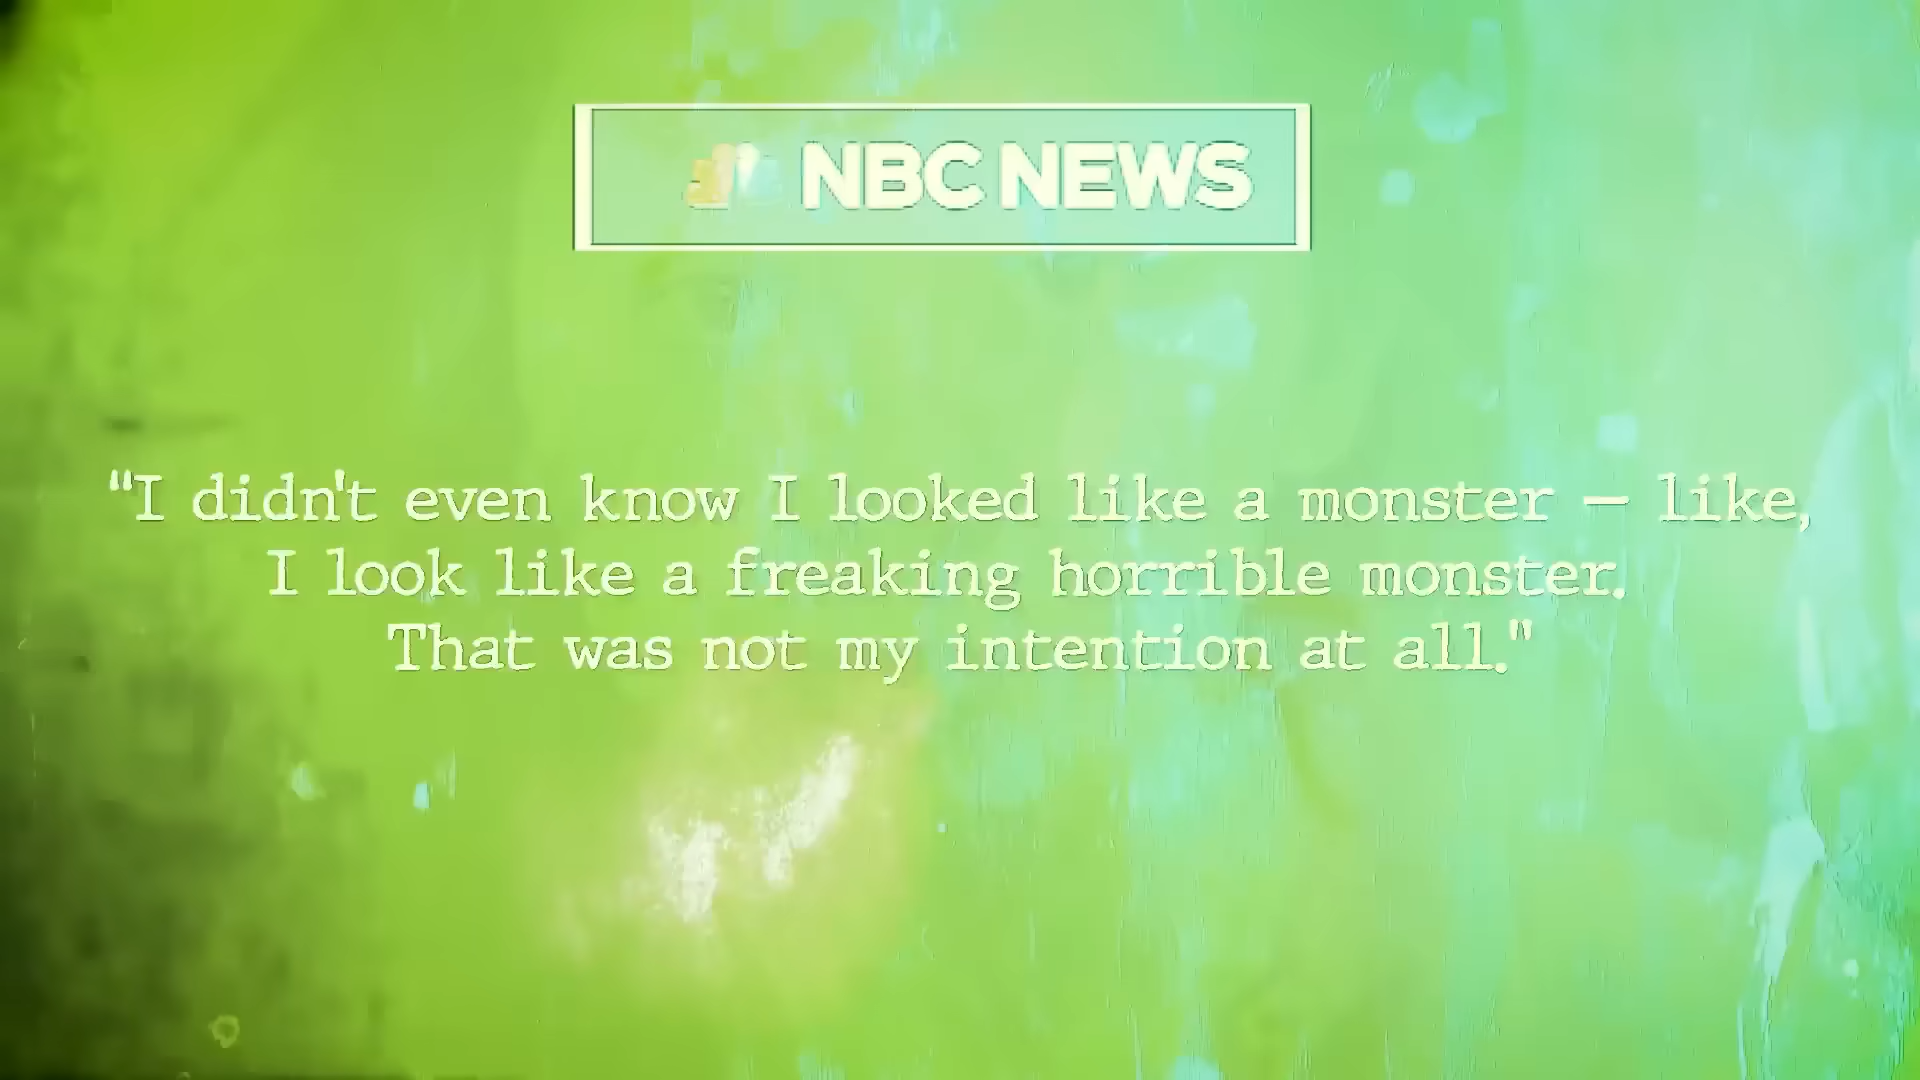 NBC NEWS
"I didn't even know I looked like a monster — like,
I look like a freaking horrible monster.
That was not my intention at all."